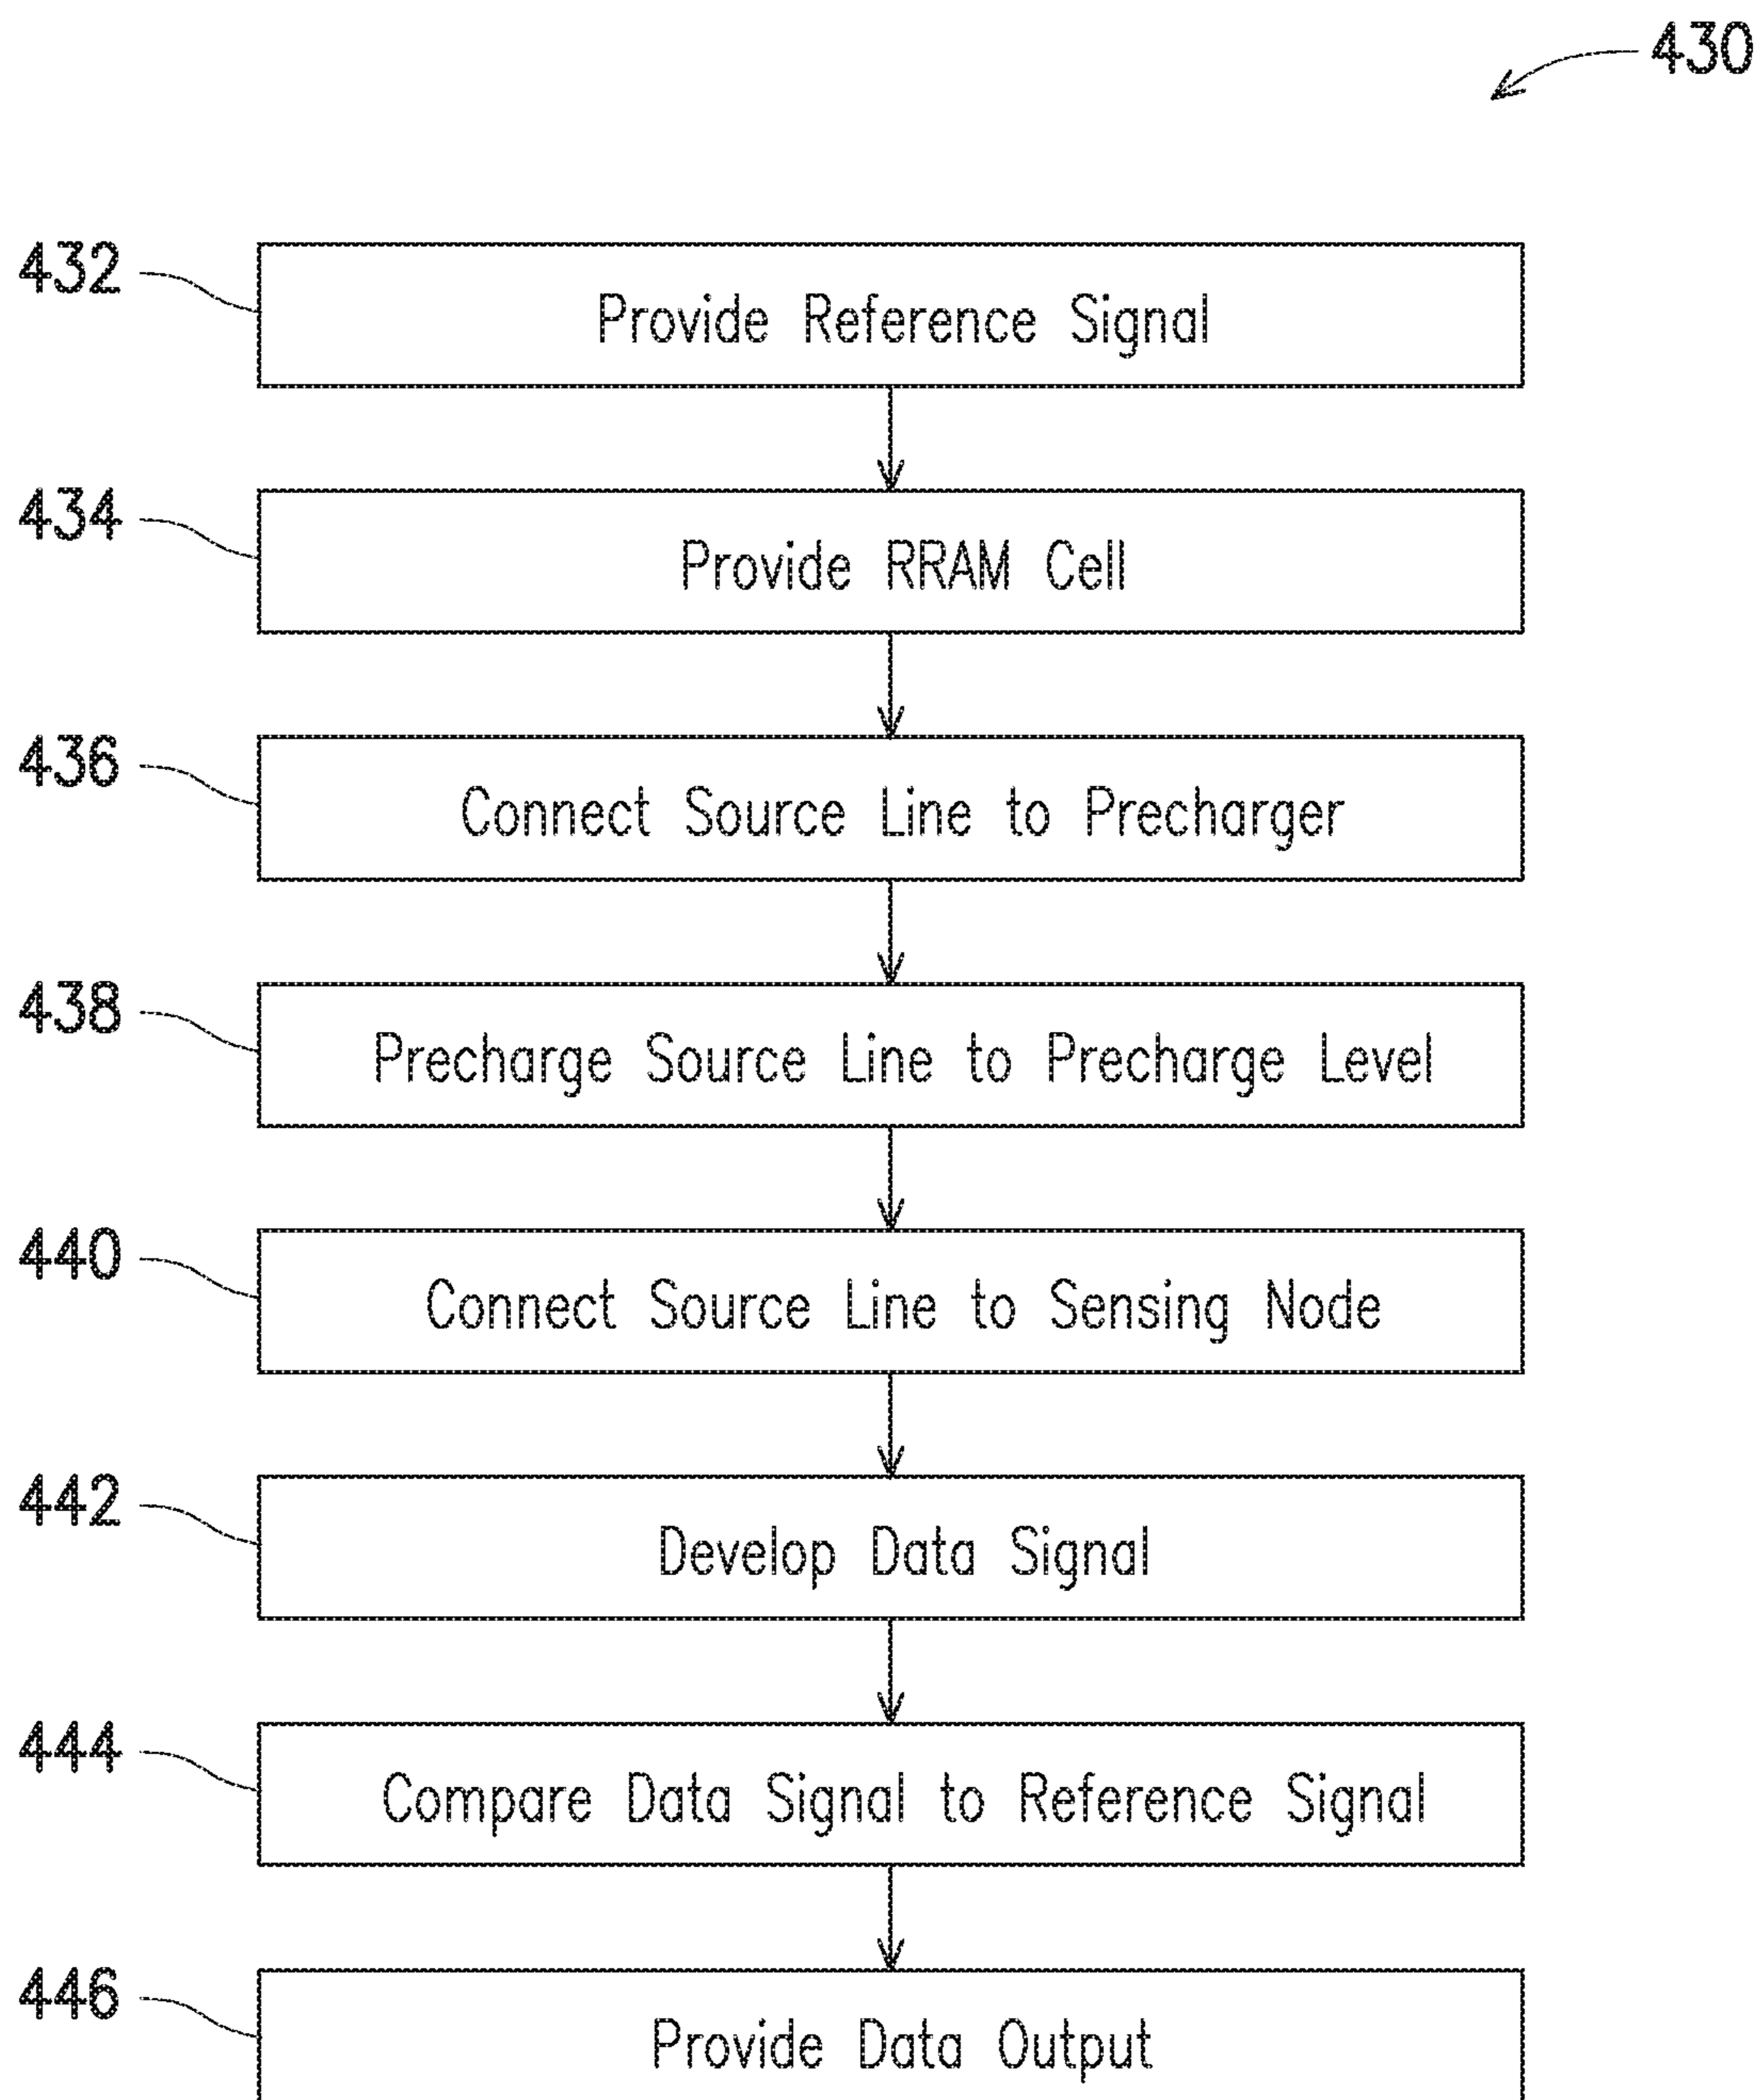 430
432
Provide Reference Signal
434
Provide RRAM Cell
436
Connect Source Line to Precharger
438
Precharge Source Line to Precharge Level
440
Connect Source Line to Sensing Node
442
Develop Data Signal
444
Compare Data Signal to Reference Signal
446
Provide Data Output